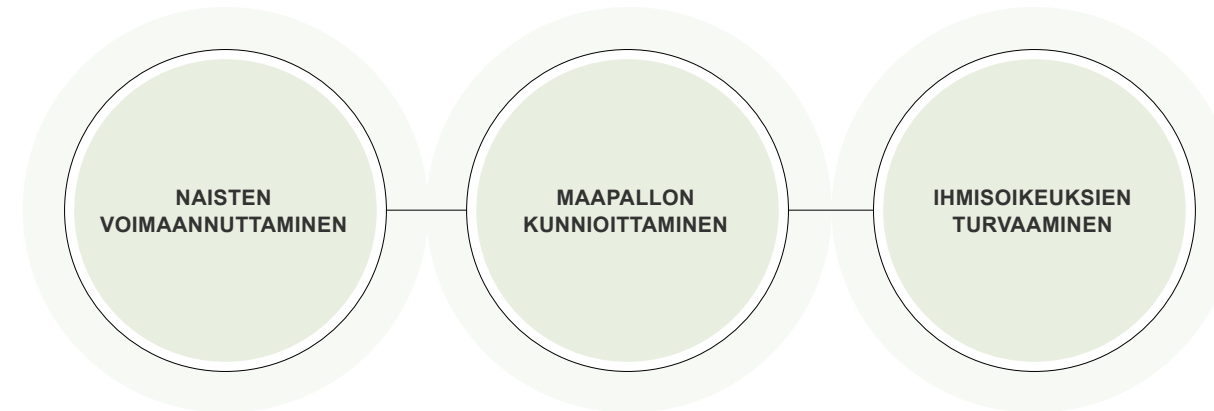 NAISTEN
VOIMAANNUTTAMINEN
MAAPALLON
KUNNIOITTAMINEN
IHMISOIKEUKSIEN
TURVAAMINEN